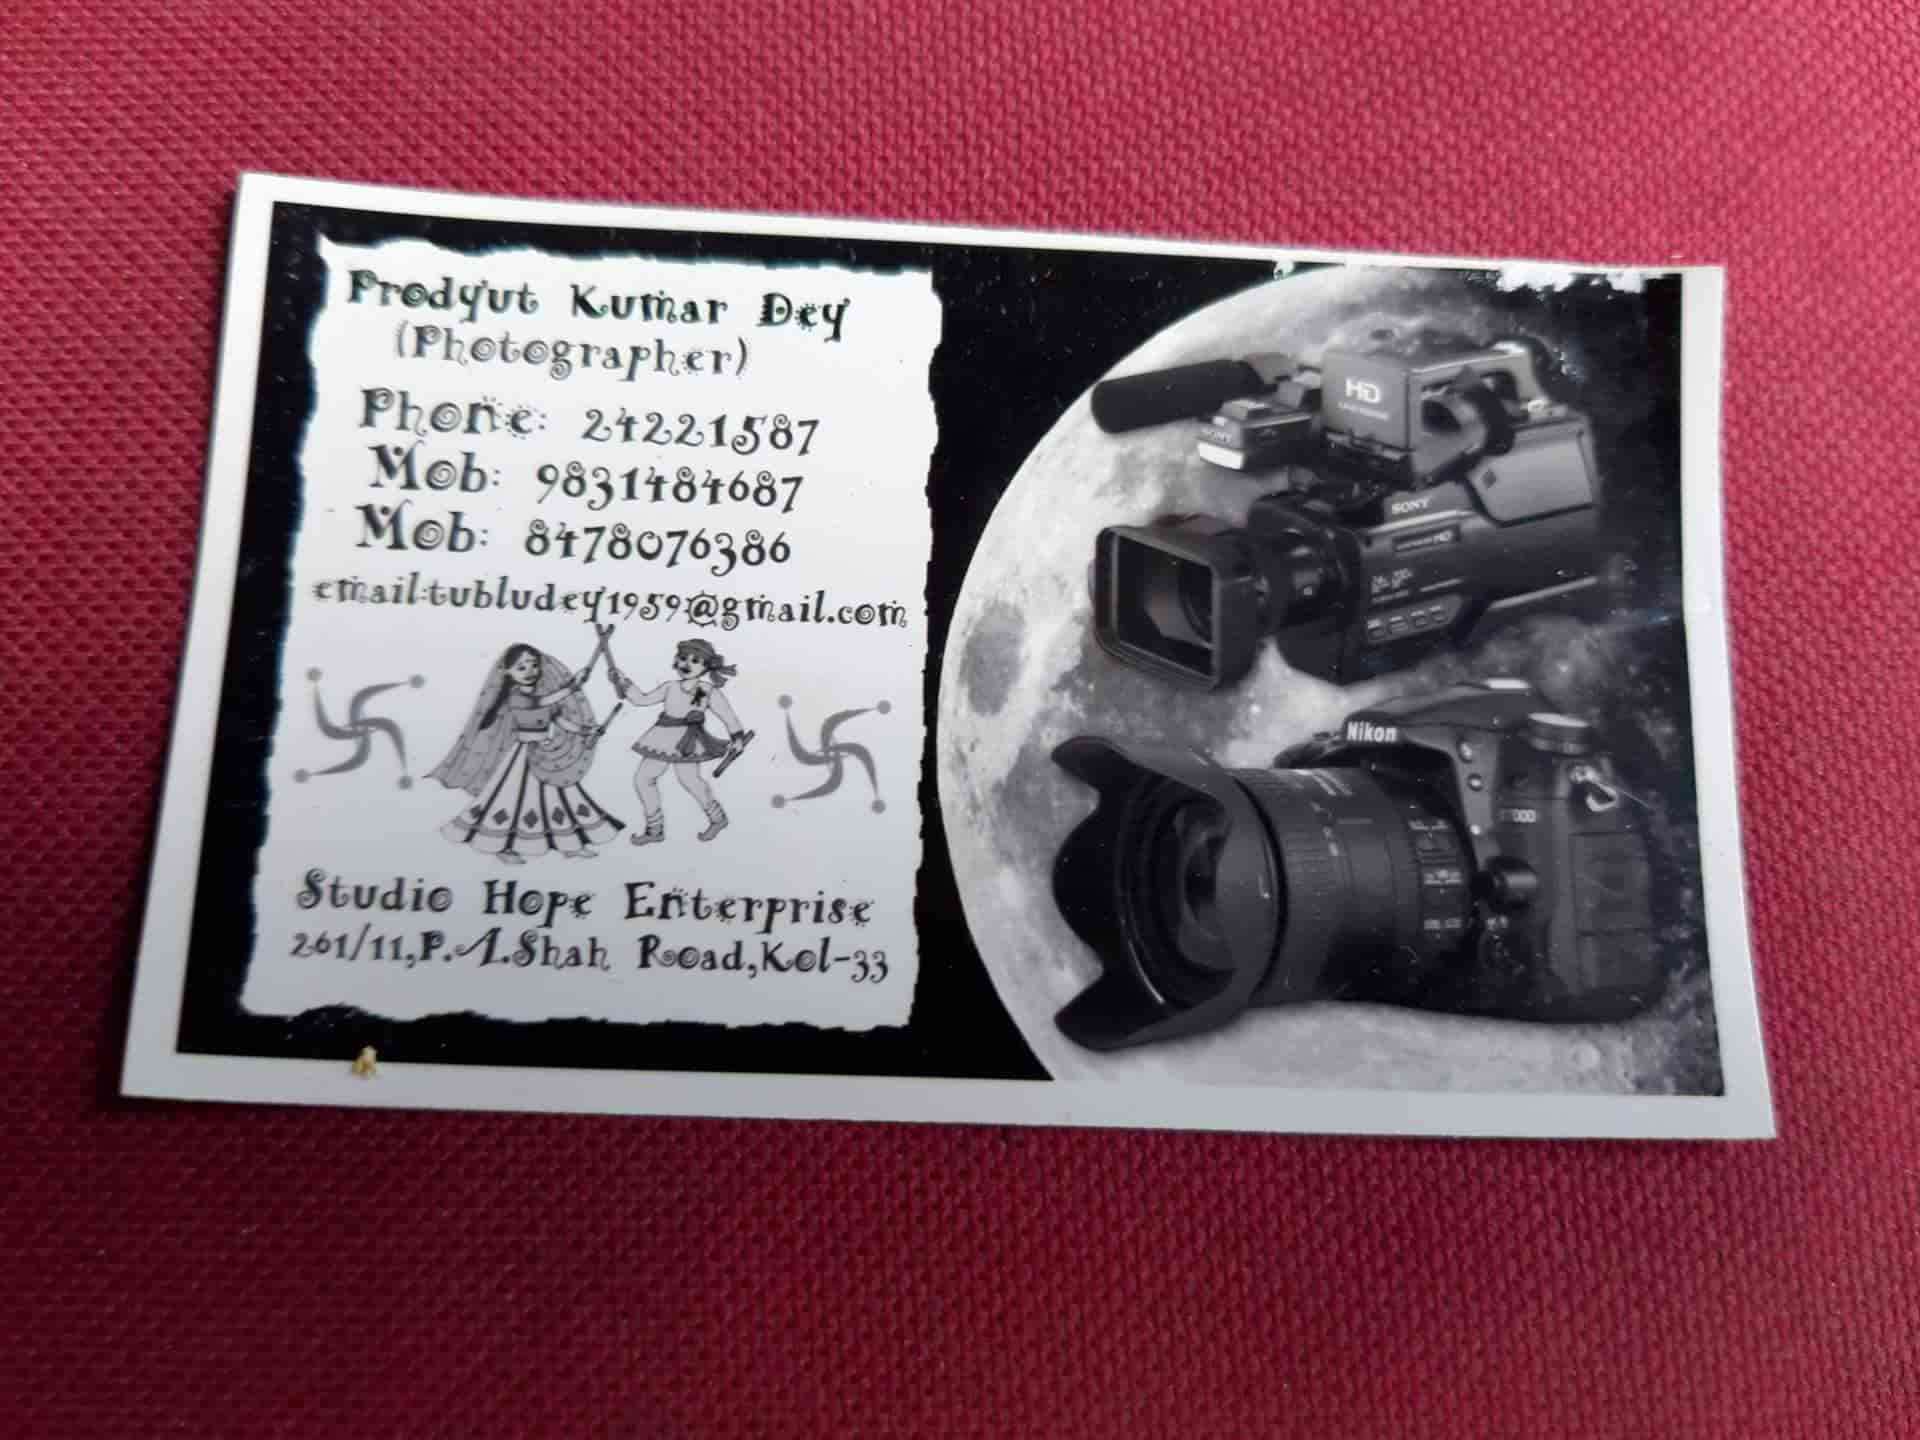 Prodyut Kumar Dey
(Photographer)
Phone: 24221587
Mob: 9831484687
Mob: 8478076386
email:tubludey1959@gmail.com
Studio Hope Enterprise
261/11,P.A.Shah Road,Kol-33
HD
SONY
SONY
Nikon